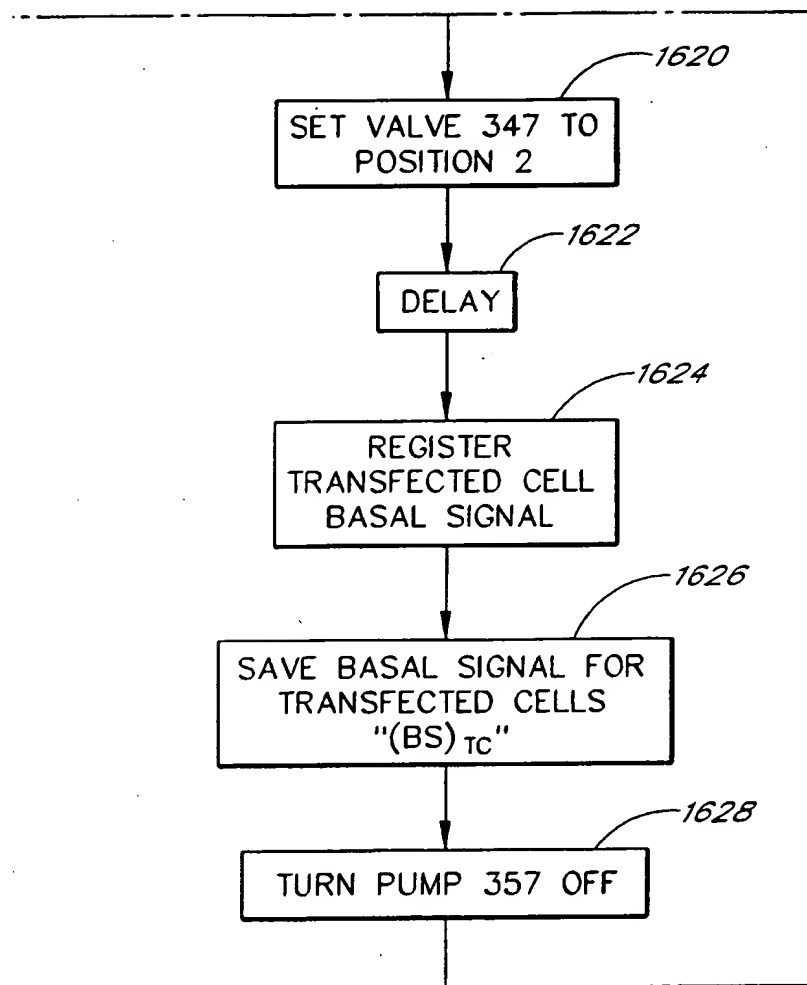 1620
SET VALVE 347 TO
POSITION 2
1622
DELAY
1624
REGISTER
TRANSFECTED CELL
BASAL SIGNAL
1626
SAVE BASAL SIGNAL FOR
TRANSFECTED CELLS
"(BS)TC"
1628
TURN PUMP 357 OFF